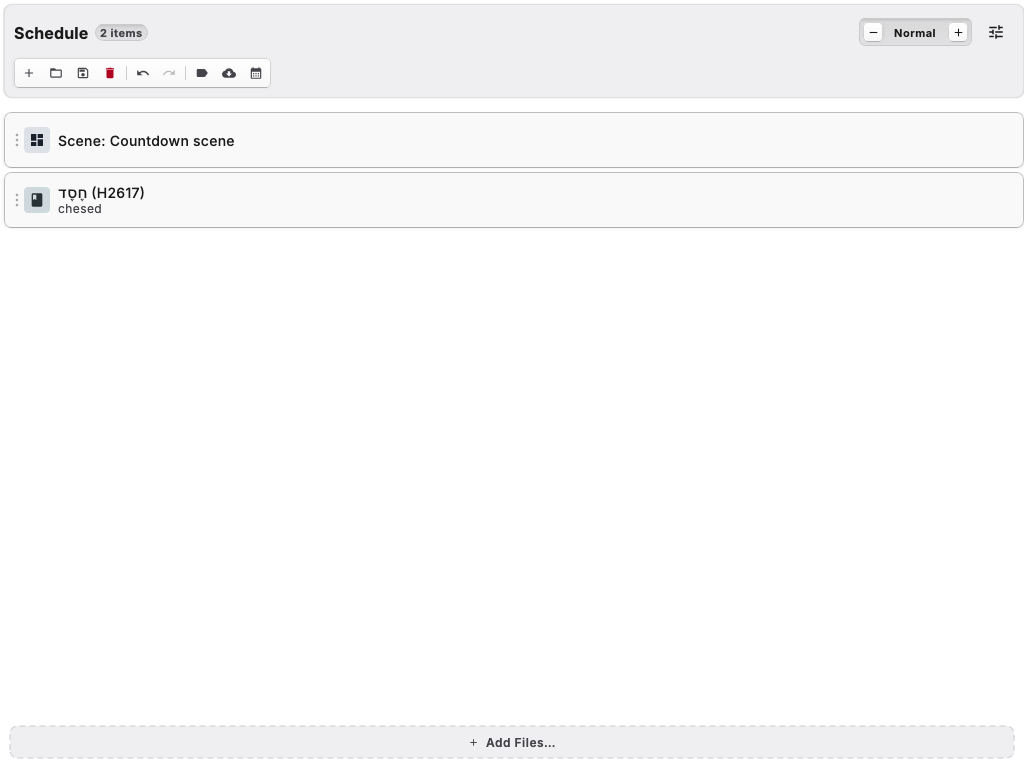 Schedule 2 items
Normal
Scene: Countdown scene
חֶסֶד (H2617)
chesed
Add Files...